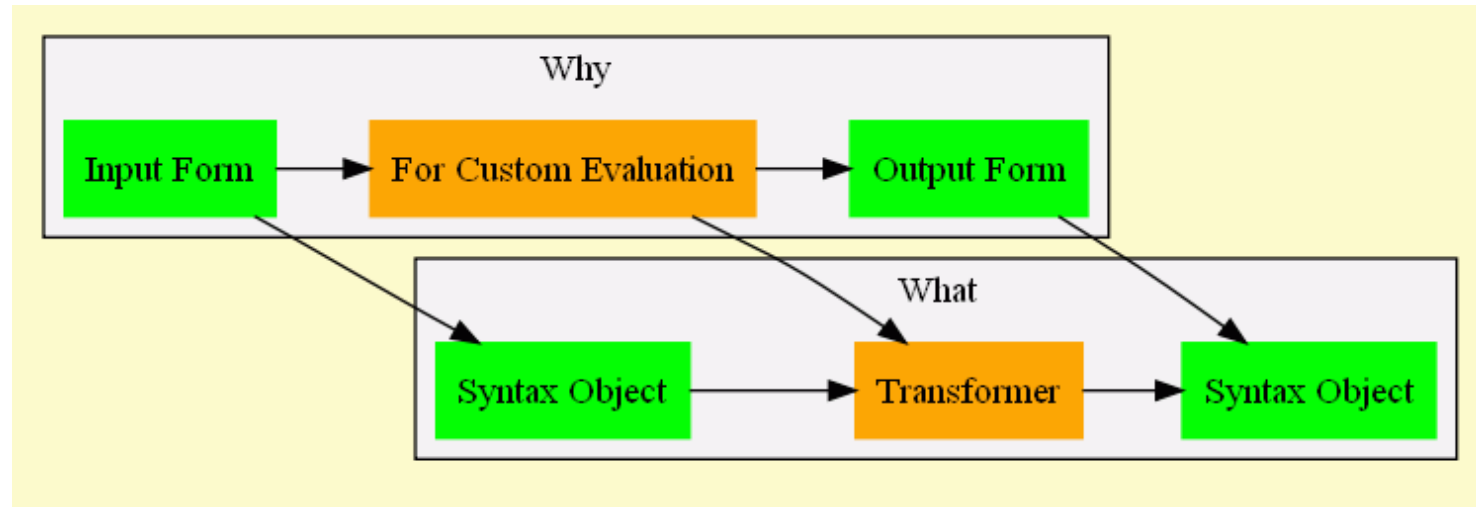 Why
Input Form
For Custom Evaluation
Output Form
What
Syntax Object
Transformer
Syntax Object